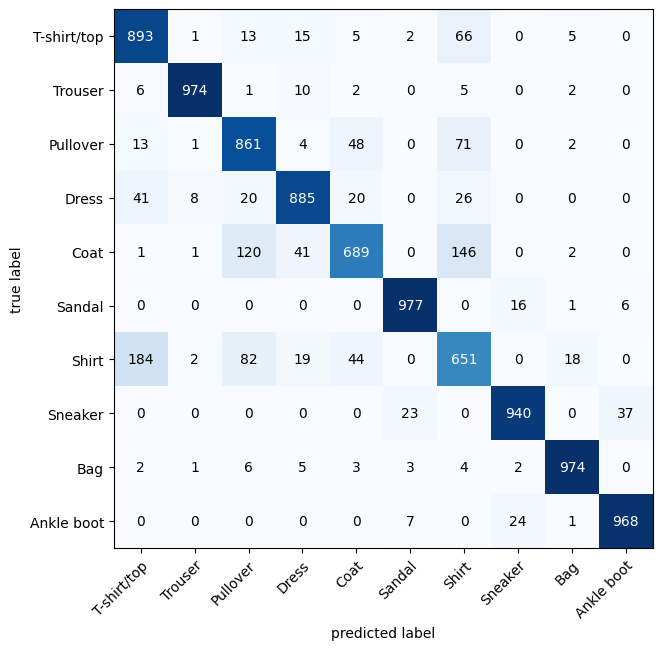 T-shirt/top 893 1 13 15 5 2 66 0 5 0
Trouser 6 974 1 10 2 0 5 0 2 0
Pullover 13 1 861 4 48 0 71 0 2 0
Dress 41 8 20 885 20 0 26 0 0 0
Coat 1 1 120 41 689 0 146 0 2 0
Sandal 0 0 0 0 0 977 0 16 1 6
Shirt 184 2 82 19 44 0 651 0 18 0
Sneaker 0 0 0 0 0 23 0 940 0 37
Bag 2 1 6 5 3 3 4 2 974 0
Ankle boot 0 0 0 0 0 7 0 24 1 968
true label
T-shirt/top Trouser Pullover Dress Coat Sandal Shirt Sneaker Bag Ankle boot
predicted label